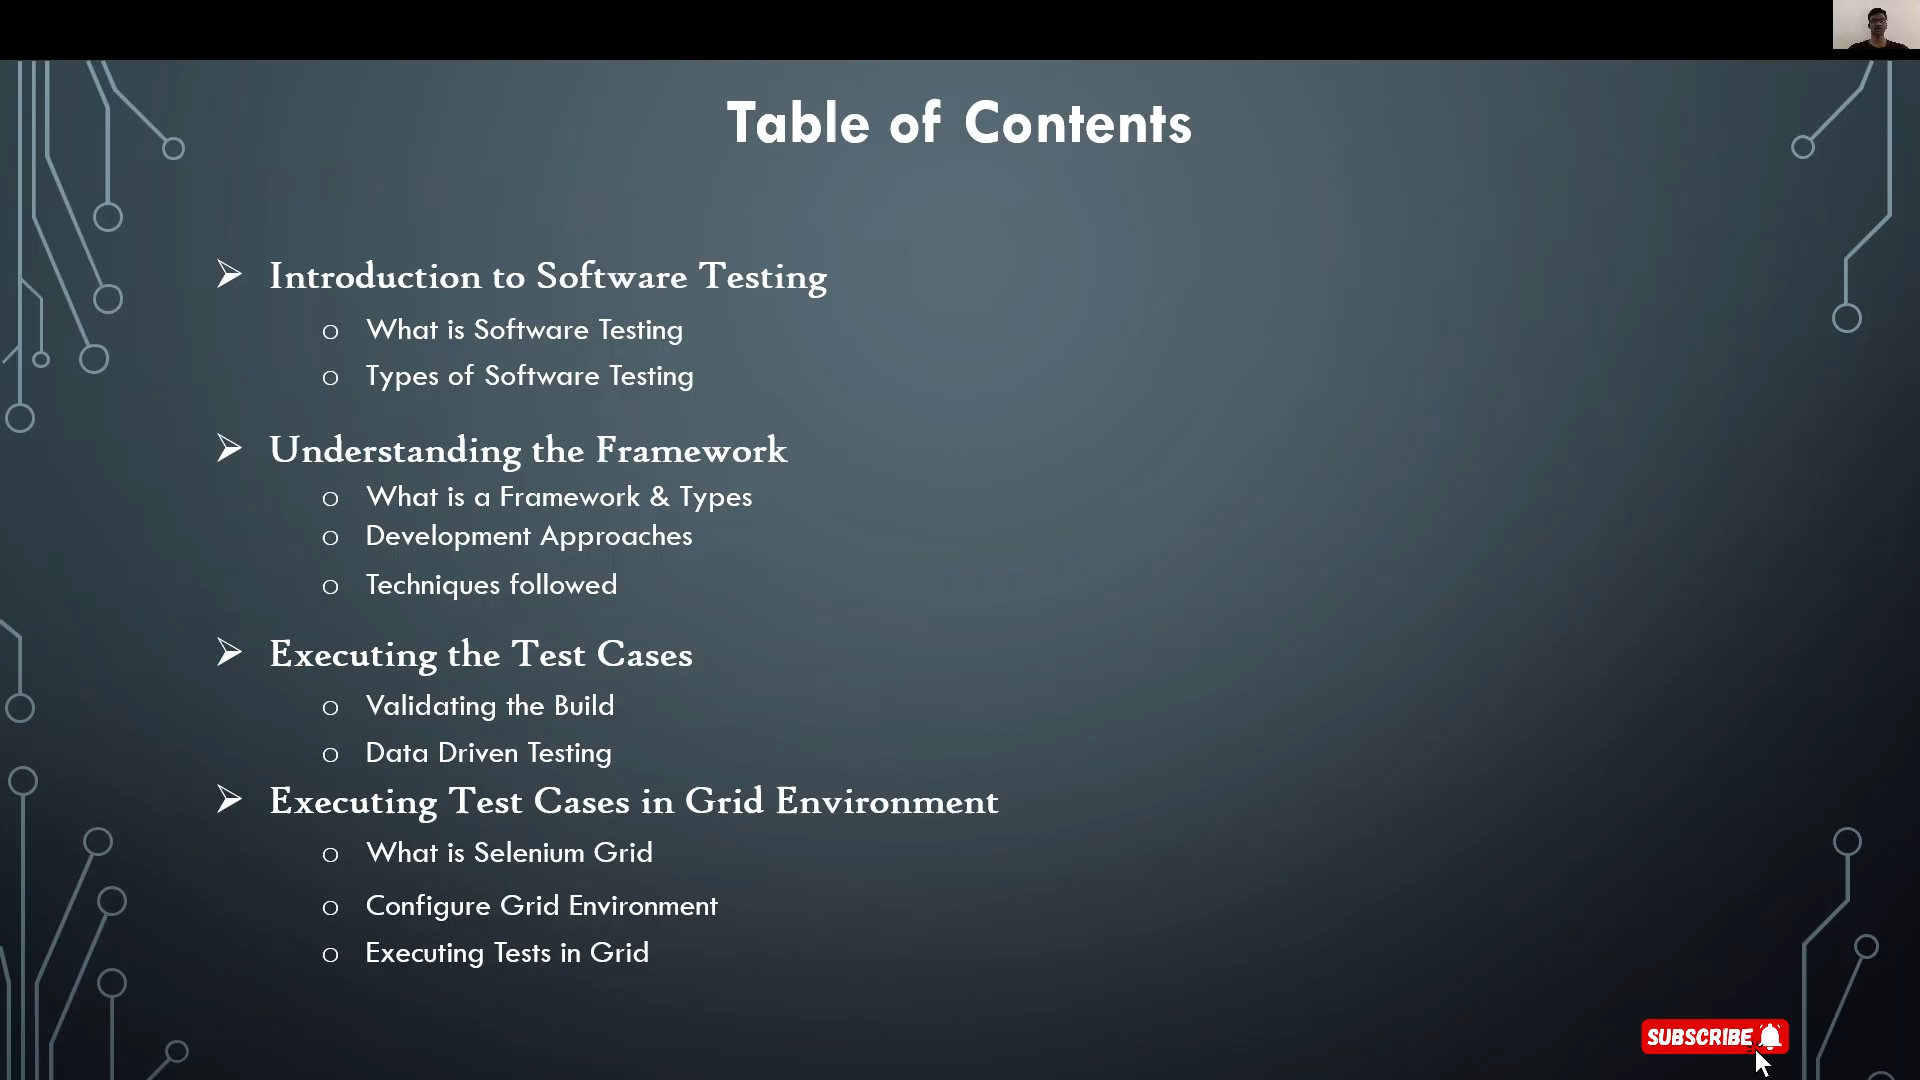 Table of Contents
Introduction to Software Testing
What is Software Testing
Types of Software Testing
Understanding the Framework
What is a Framework & Types
Development Approaches
Techniques followed
Executing the Test Cases
Validating the Build
Data Driven Testing
Executing Test Cases in Grid Environment
What is Selenium Grid
Configure Grid Environment
Executing Tests in Grid
SUBSCRIBE